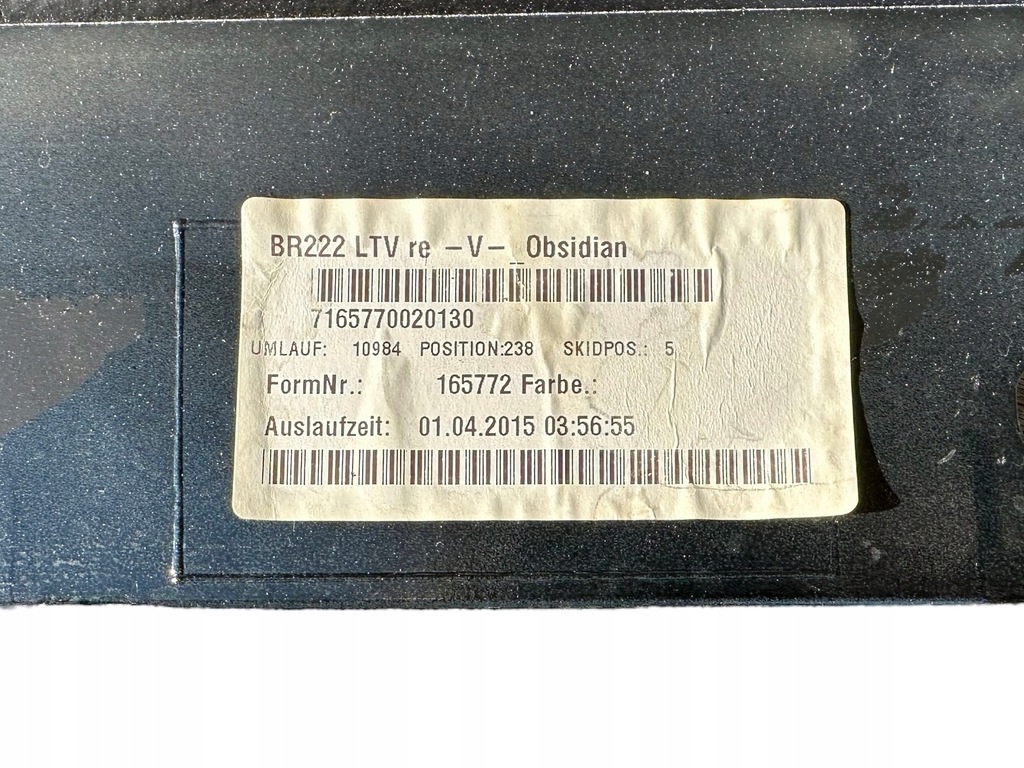 BR222 LTV re -V-_Obsidian
7165770020130
UMLAUF: 10984 POSITION:238 SKIDPOS.: 5
FormNr.: 165772 Farbe.:
Auslaufzeit: 01.04.2015 03:56:55